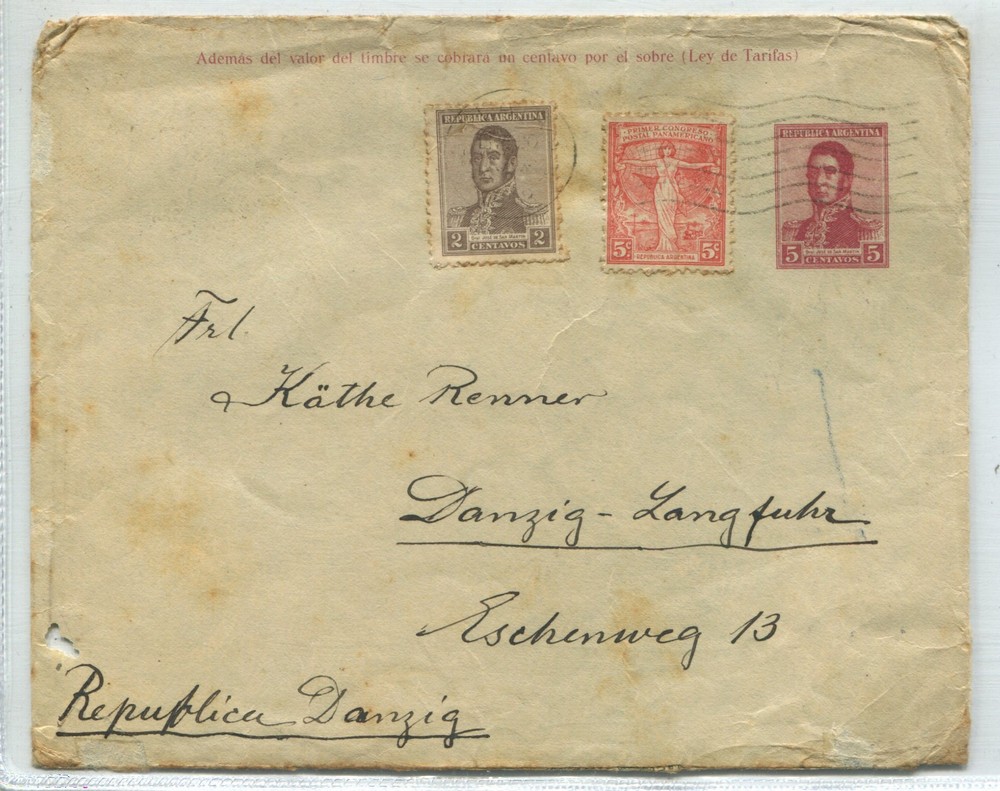 Además del valor del timbre se cobrara un centavo por el sobre (Ley de Tarifas)
REPUBLICA ARGENTINA
2 CENTAVOS 2
PRIMER CONGRESO
POSTAL PANAMERICANO
5c 5c
REPUBLICA ARGENTINA
REPUBLICA ARGENTINA
5 CENTAVOS 5
Frl.
Käthe Renner
Danzig - Langfuhr
Eschenweg 13
Republica Danzig